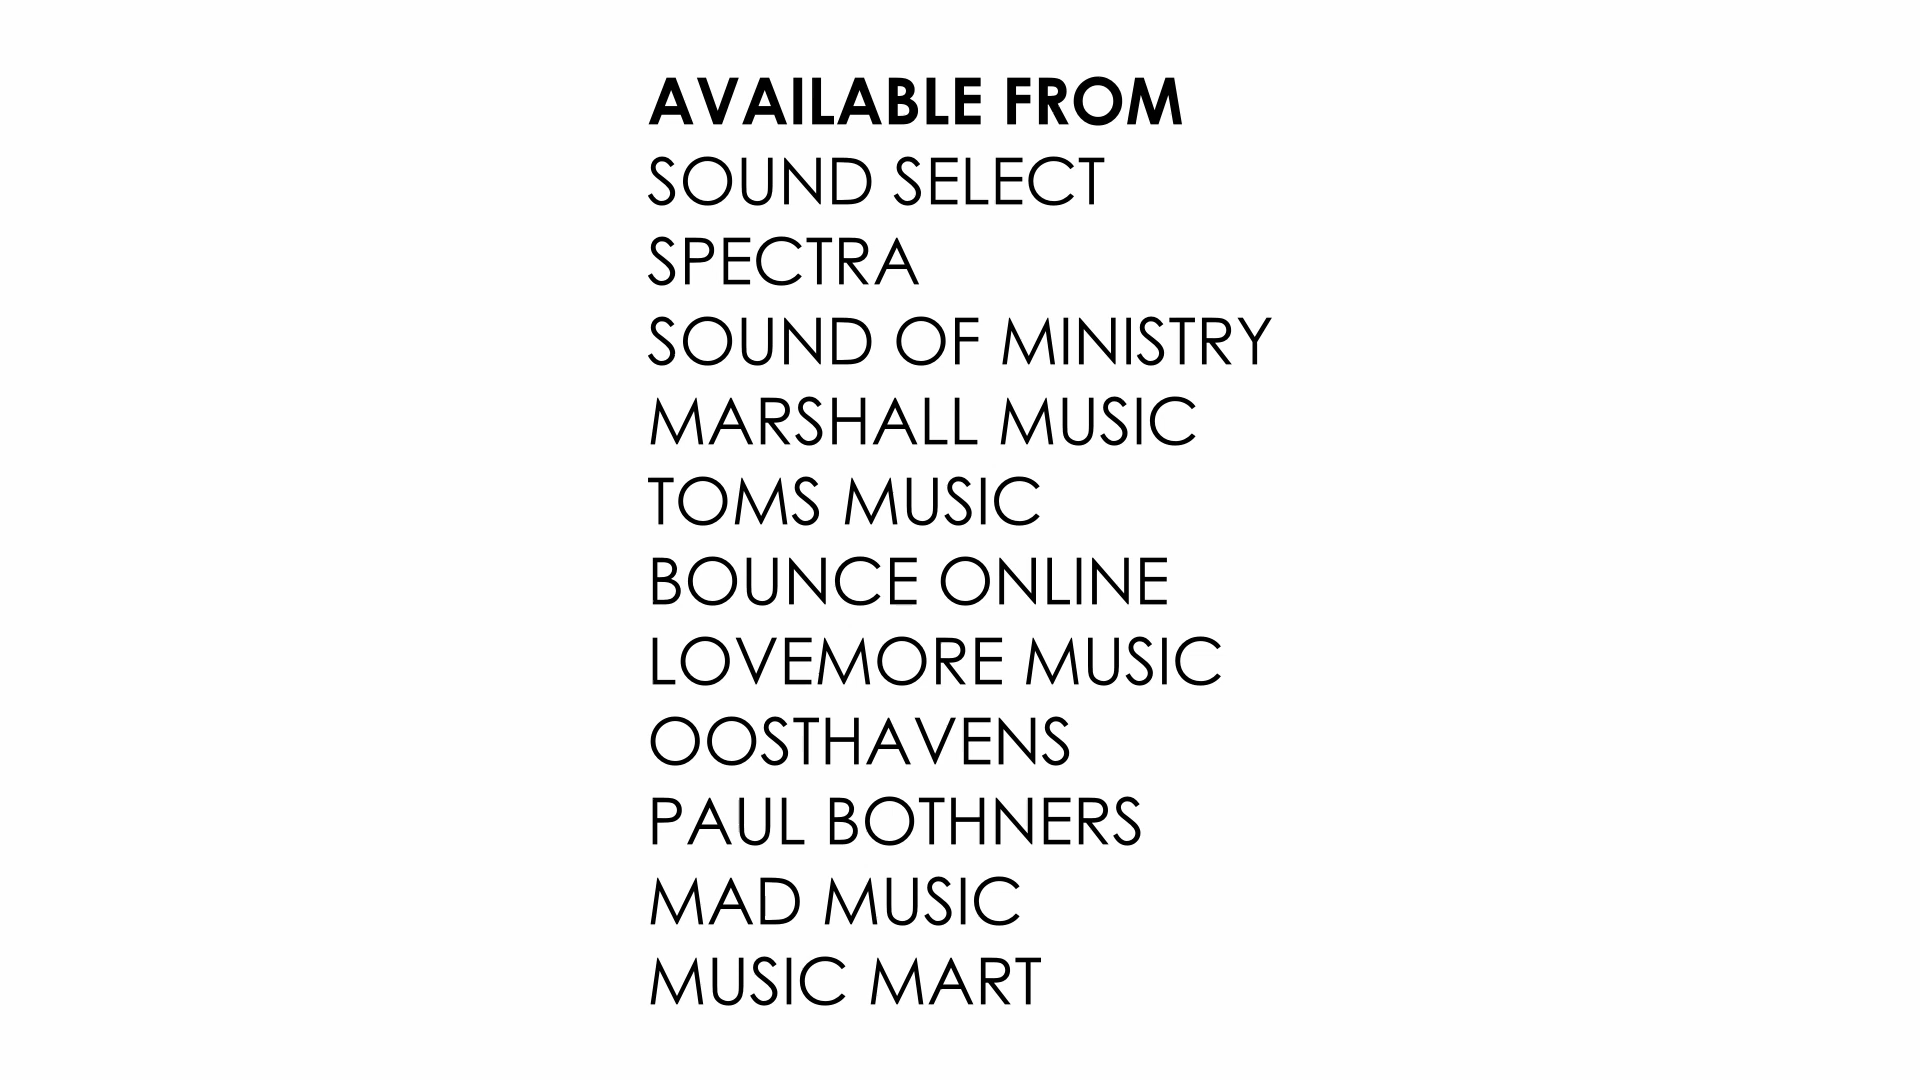 AVAILABLE FROM
SOUND SELECT
SPECTRA
SOUND OF MINISTRY
MARSHALL MUSIC
TOMS MUSIC
BOUNCE ONLINE
LOVEMORE MUSIC
OOSTHAVENS
PAUL BOTHNERS
MAD MUSIC
MUSIC MART